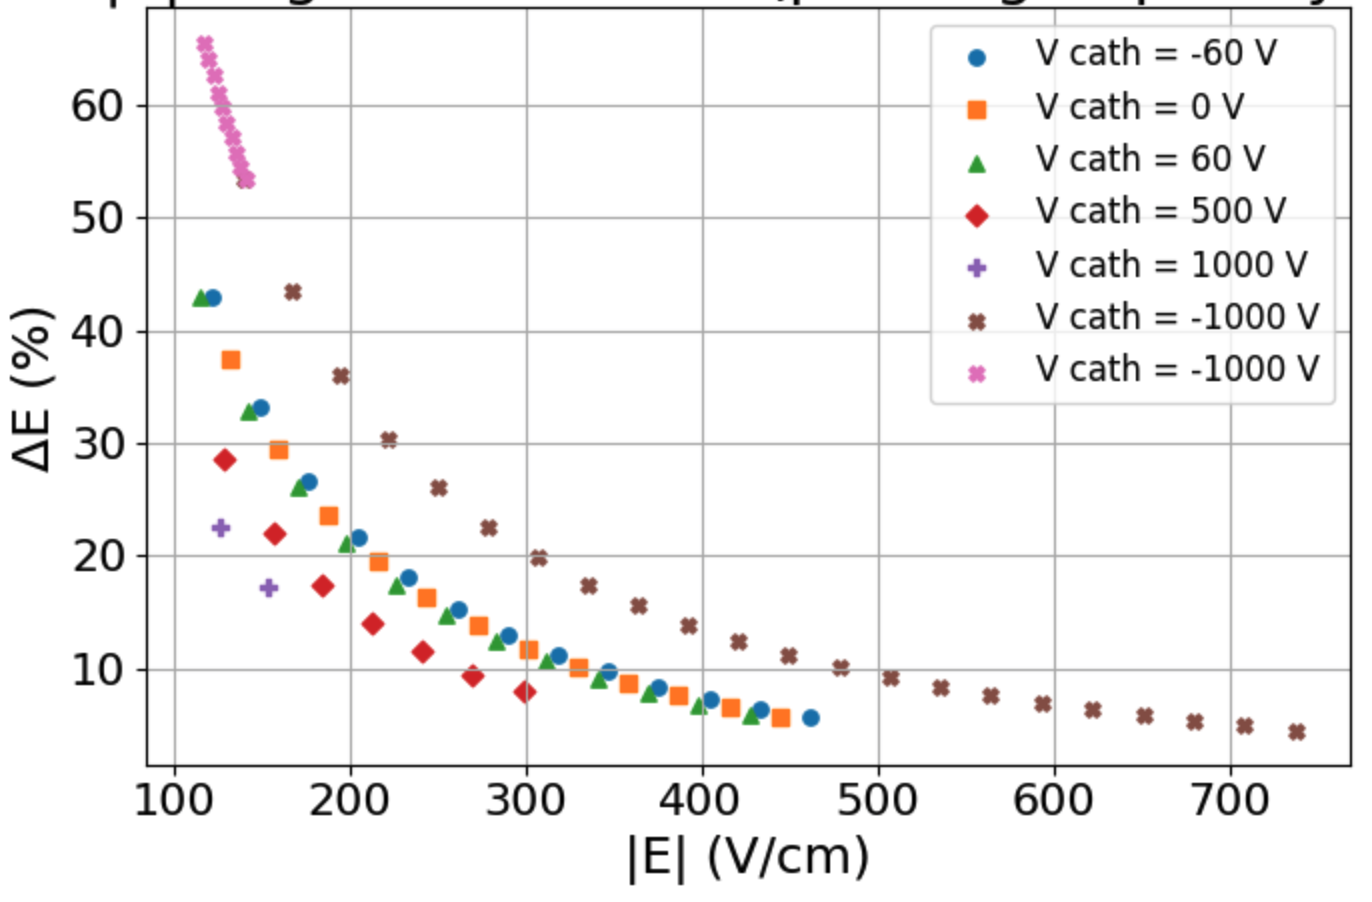 60
50
40
30
20
10
ΔE (%)
V cath = -60 V
V cath = 0 V
V cath = 60 V
V cath = 500 V
V cath = 1000 V
V cath = -1000 V
V cath = -1000 V
100 200 300 400 500 600 700
|E| (V/cm)